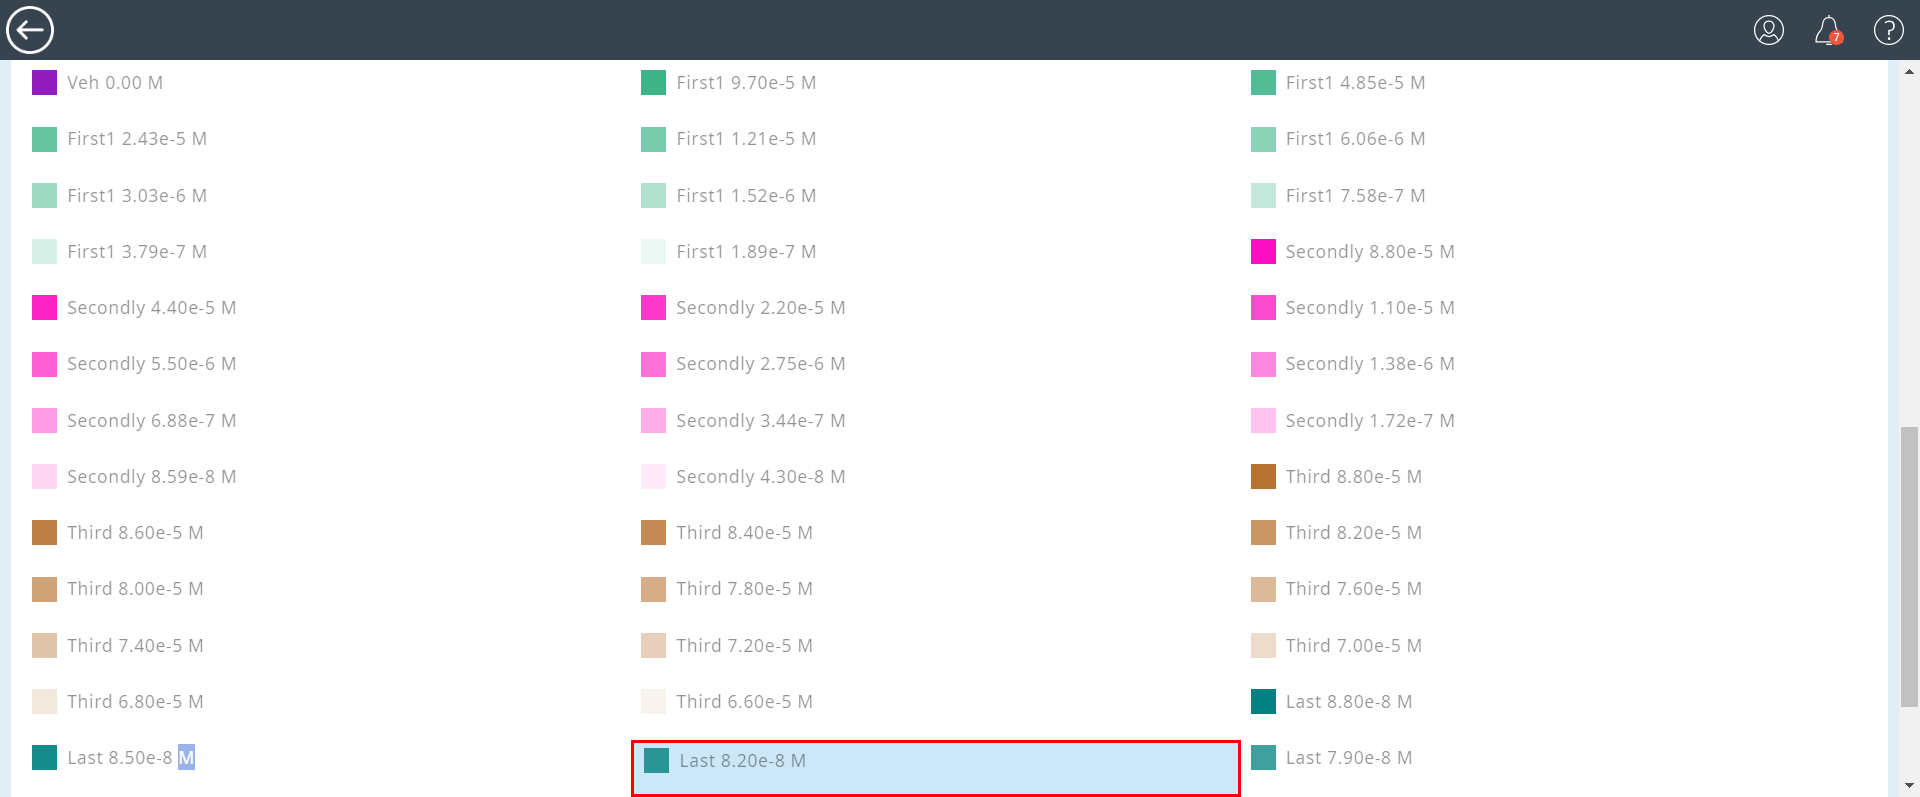 7
?
Veh 0.00 M
First1 9.70e-5 M
First1 4.85e-5 M
First1 2.43e-5 M
First1 1.21e-5 M
First1 6.06e-6 M
First1 3.03e-6 M
First1 1.52e-6 M
First1 7.58e-7 M
First1 3.79e-7 M
First1 1.89e-7 M
Secondly 8.80e-5 M
Secondly 4.40e-5 M
Secondly 2.20e-5 M
Secondly 1.10e-5 M
Secondly 5.50e-6 M
Secondly 2.75e-6 M
Secondly 1.38e-6 M
Secondly 6.88e-7 M
Secondly 3.44e-7 M
Secondly 1.72e-7 M
Secondly 8.59e-8 M
Secondly 4.30e-8 M
Third 8.80e-5 M
Third 8.60e-5 M
Third 8.40e-5 M
Third 8.20e-5 M
Third 8.00e-5 M
Third 7.80e-5 M
Third 7.60e-5 M
Third 7.40e-5 M
Third 7.20e-5 M
Third 7.00e-5 M
Third 6.80e-5 M
Third 6.60e-5 M
Last 8.80e-8 M
Last 8.50e-8 M
Last 8.20e-8 M
Last 7.90e-8 M